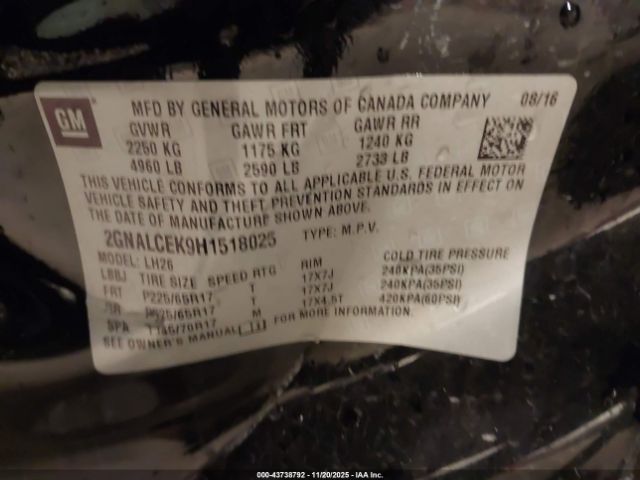 GM
MFD BY GENERAL MOTORS OF CANADA COMPANY 08/16
GVWR GAWR FRT GAWR RR
2250 KG 1175 KG 1240 KG
4960 LB 2590 LB 2733 LB
THIS VEHICLE CONFORMS TO ALL APPLICABLE U.S. FEDERAL MOTOR
VEHICLE SAFETY AND THEFT PREVENTION STANDARDS IN EFFECT ON
THE DATE OF MANUFACTURE SHOWN ABOVE.
2GNALCEK9H1518025 TYPE: M.P.V.
MODEL: LH26
LBBJ TIRE SIZE SPEED RTG RIM COLD TIRE PRESSURE
FRT P225/65R17 T 17X7J 240KPA(35PSI)
RR P225/65R17 T 17X7J 240KPA(35PSI)
SPA T135/70R17 M 17X4.5T 420KPA(60PSI)
SEE OWNER'S MANUAL FOR MORE INFORMATION.
000-43738792 - 11/20/2025 - IAA Inc.